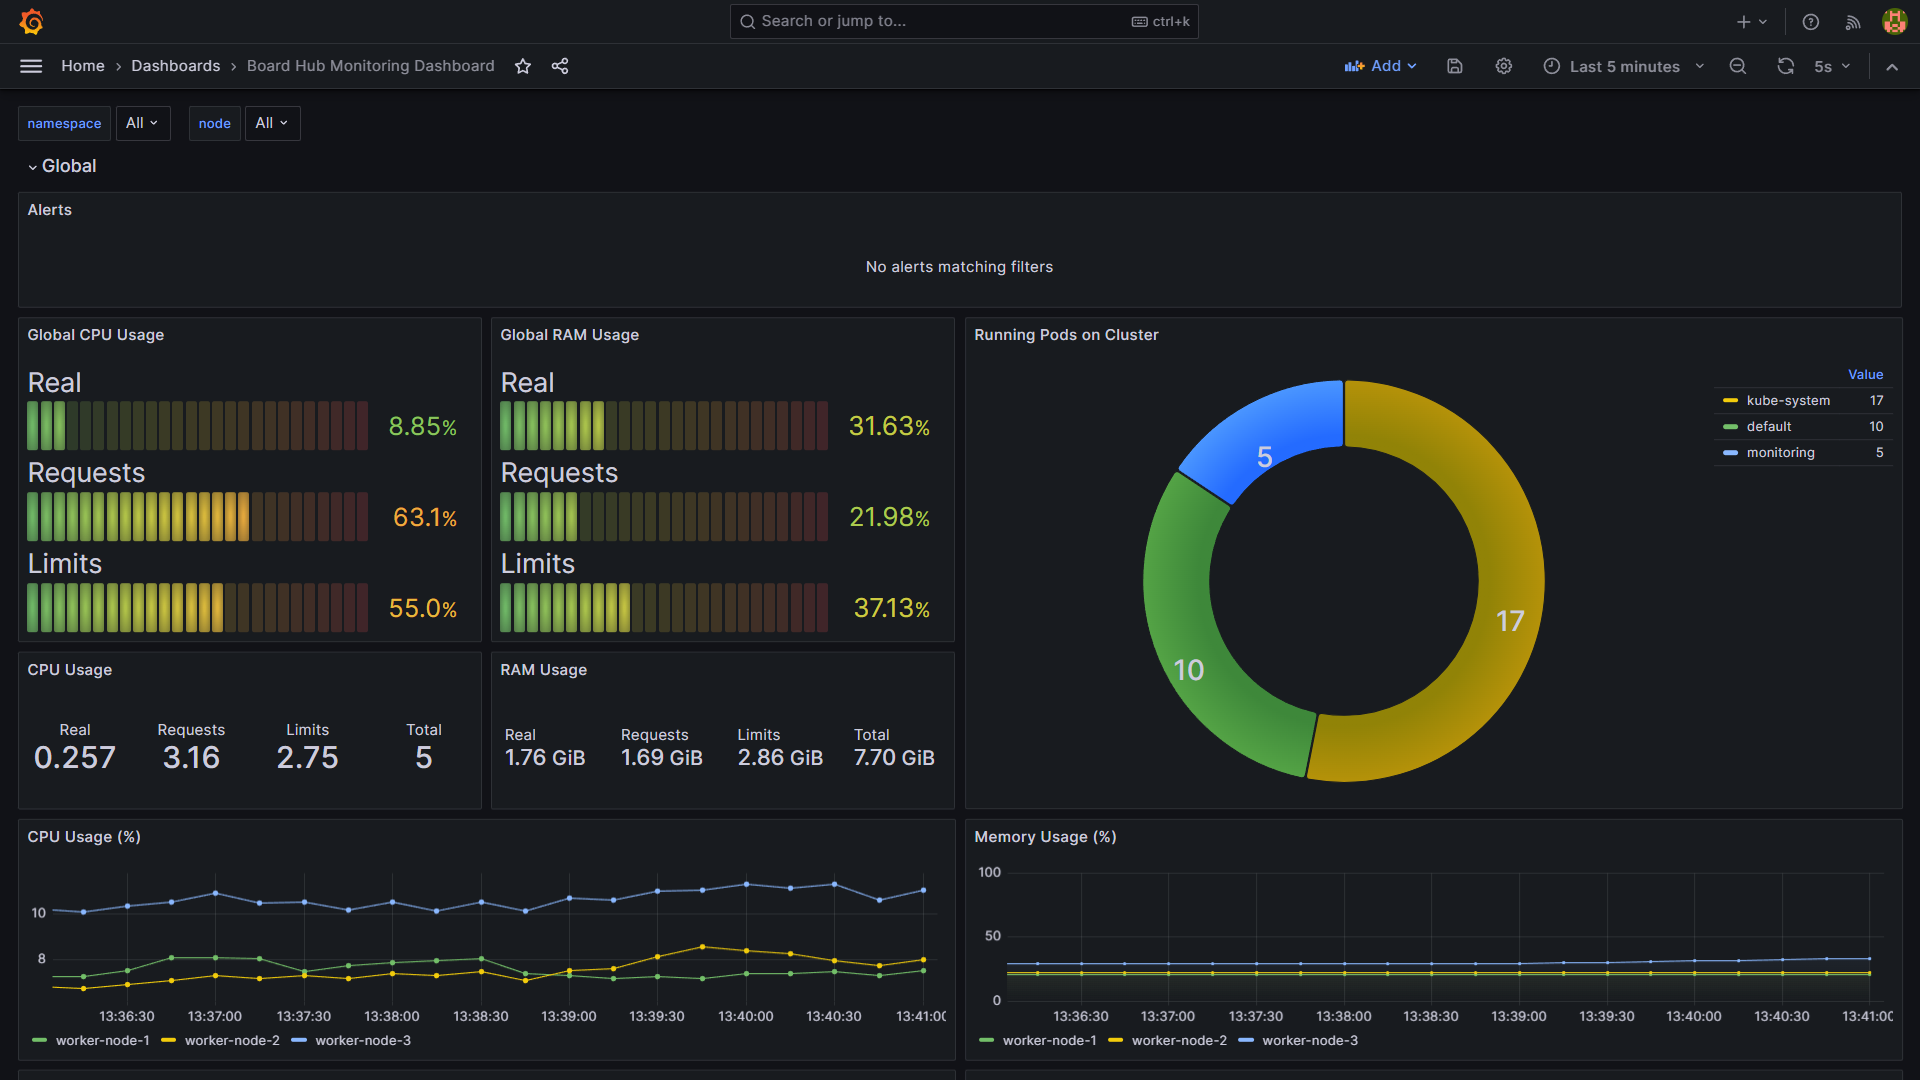 Search or jump to... ctrl+k
Home › Dashboards › Board Hub Monitoring Dashboard
Add
Last 5 minutes
5s
namespace All node All
Global
Alerts
No alerts matching filters
Global CPU Usage
Real
8.85%
Requests
63.1%
Limits
55.0%
Global RAM Usage
Real
31.63%
Requests
21.98%
Limits
37.13%
Running Pods on Cluster
Value
kube-system 17
default 10
monitoring 5
5
17
10
CPU Usage
Real Requests Limits Total
0.257 3.16 2.75 5
RAM Usage
Real Requests Limits Total
1.76 GiB 1.69 GiB 2.86 GiB 7.70 GiB
CPU Usage (%)
10
8
13:36:30 13:37:00 13:37:30 13:38:00 13:38:30 13:39:00 13:39:30 13:40:00 13:40:30 13:41:00
worker-node-1 worker-node-2 worker-node-3
Memory Usage (%)
100
50
0
13:36:30 13:37:00 13:37:30 13:38:00 13:38:30 13:39:00 13:39:30 13:40:00 13:40:30 13:41:00
worker-node-1 worker-node-2 worker-node-3